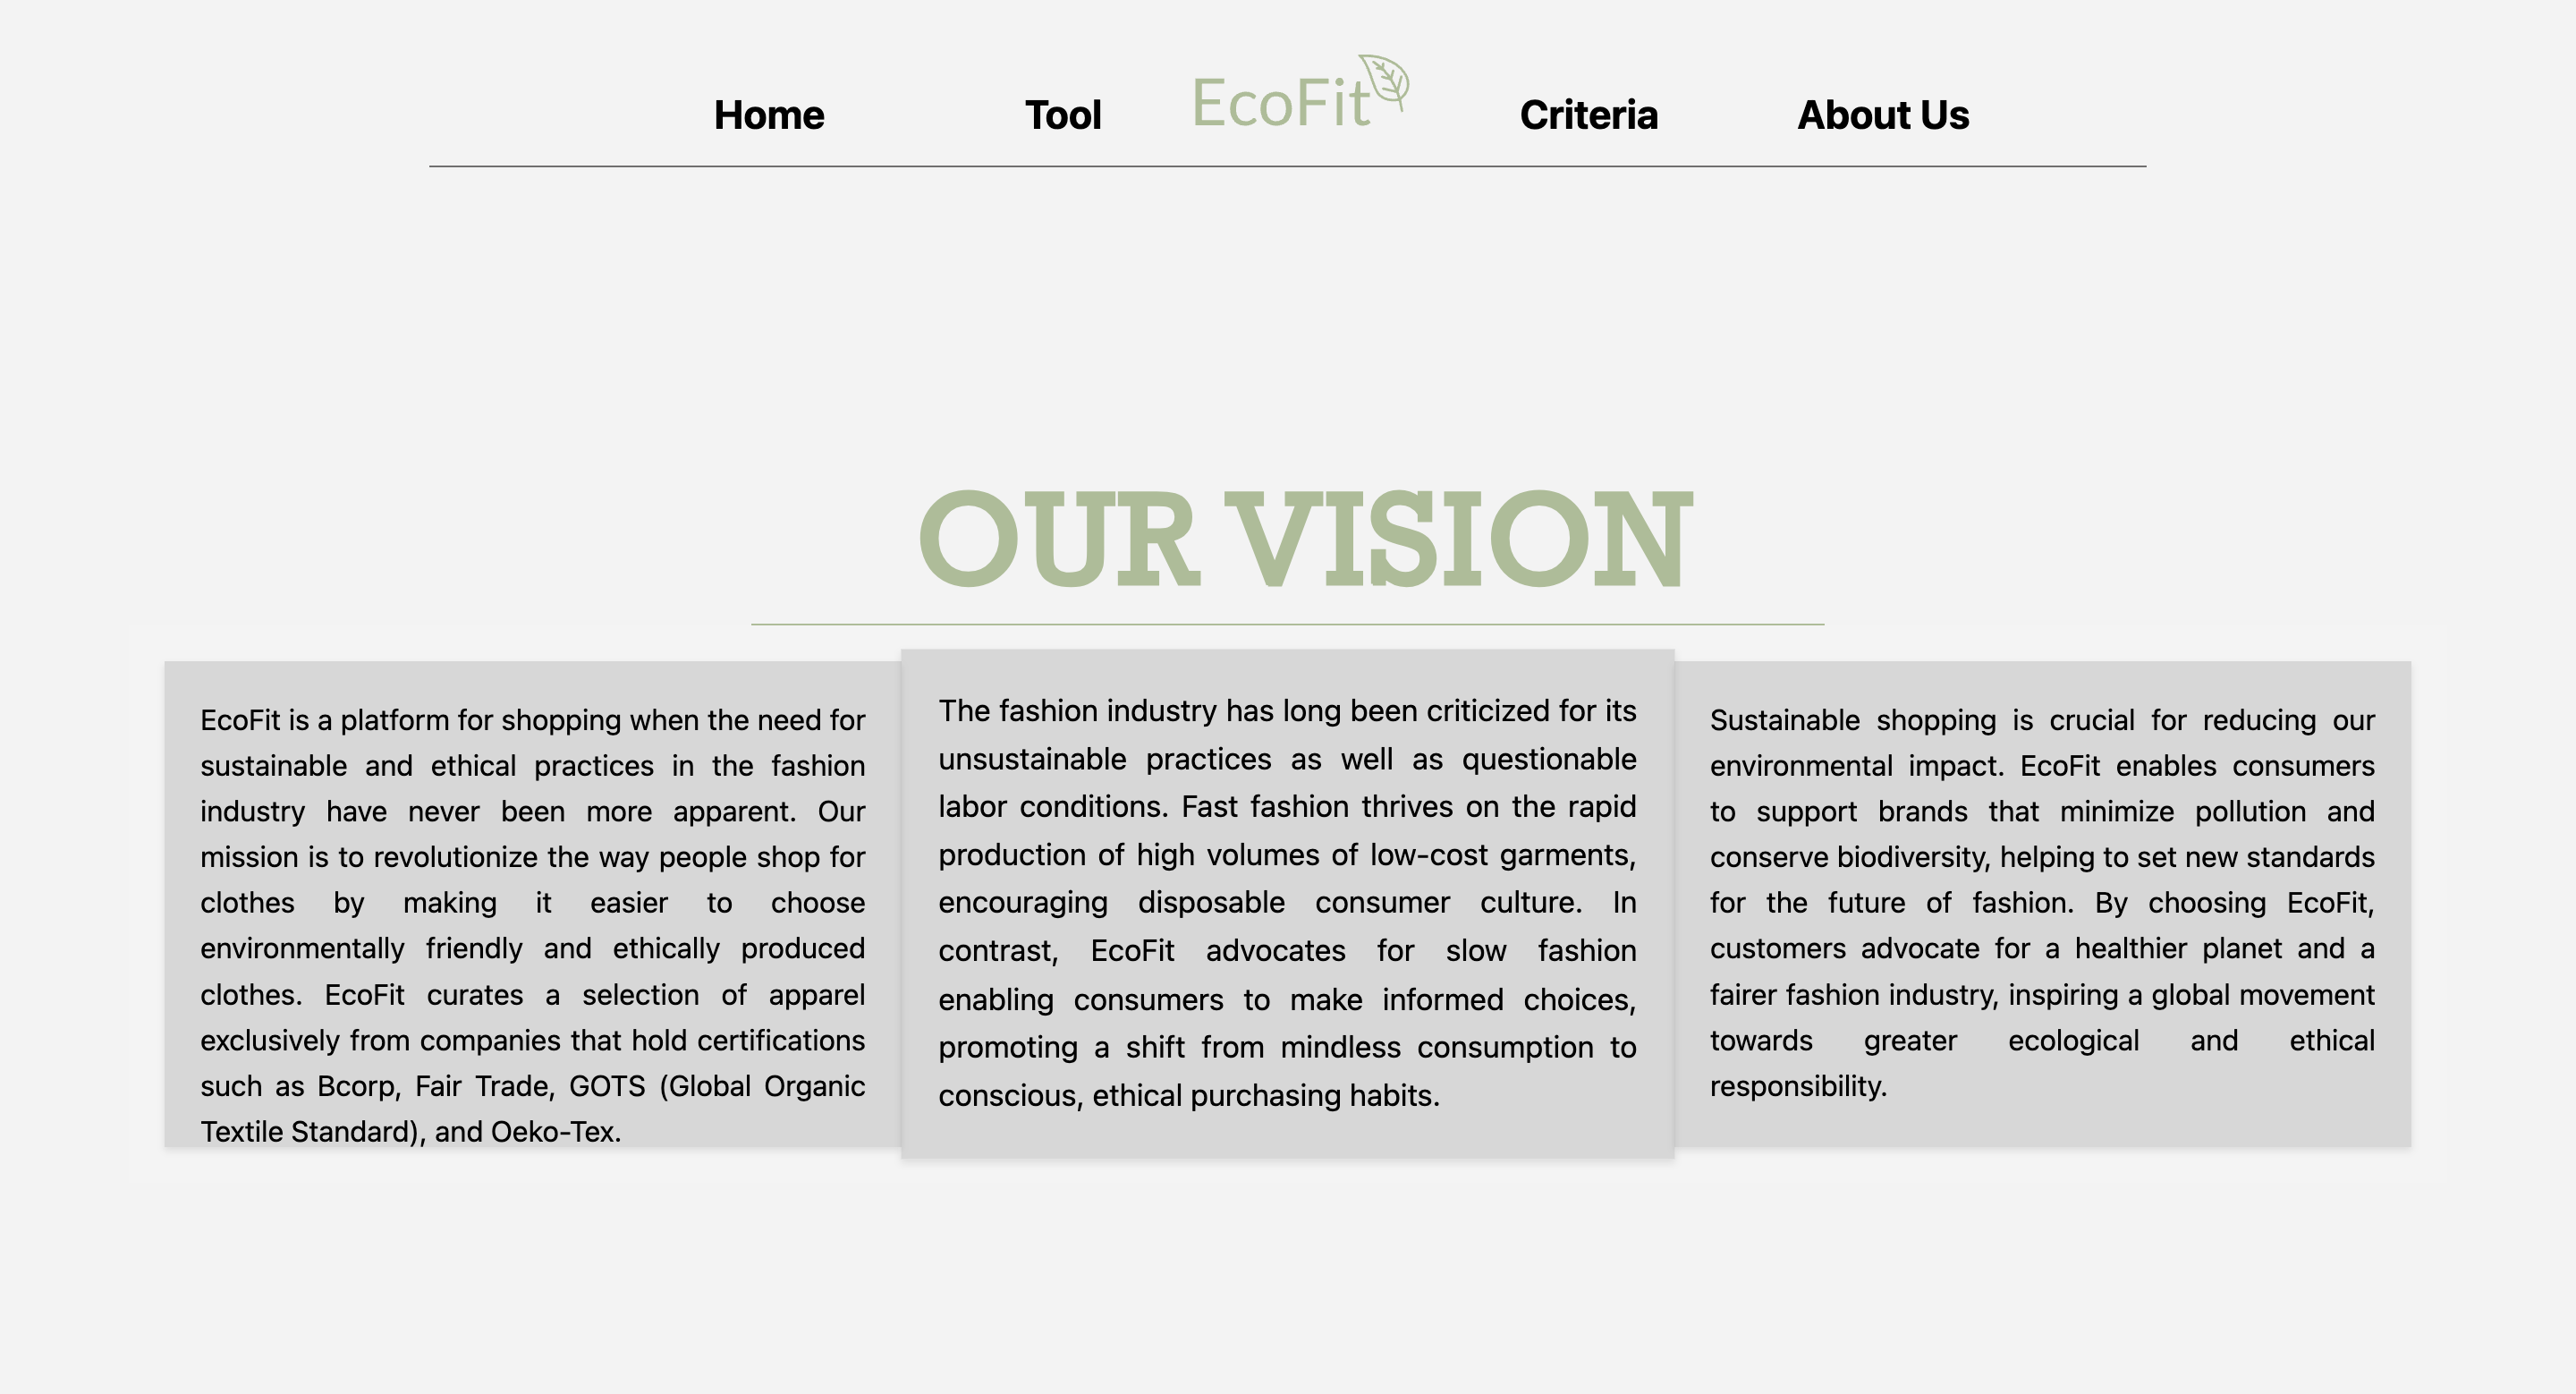 Home Tool EcoFit Criteria About Us
OUR VISION
EcoFit is a platform for shopping when the need for
sustainable and ethical practices in the fashion
industry have never been more apparent. Our
mission is to revolutionize the way people shop for
clothes by making it easier to choose
environmentally friendly and ethically produced
clothes. EcoFit curates a selection of apparel
exclusively from companies that hold certifications
such as Bcorp, Fair Trade, GOTS (Global Organic
Textile Standard), and Oeko-Tex.
The fashion industry has long been criticized for its
unsustainable practices as well as questionable
labor conditions. Fast fashion thrives on the rapid
production of high volumes of low-cost garments,
encouraging disposable consumer culture. In
contrast, EcoFit advocates for slow fashion
enabling consumers to make informed choices,
promoting a shift from mindless consumption to
conscious, ethical purchasing habits.
Sustainable shopping is crucial for reducing our
environmental impact. EcoFit enables consumers
to support brands that minimize pollution and
conserve biodiversity, helping to set new standards
for the future of fashion. By choosing EcoFit,
customers advocate for a healthier planet and a
fairer fashion industry, inspiring a global movement
towards greater ecological and ethical
responsibility.